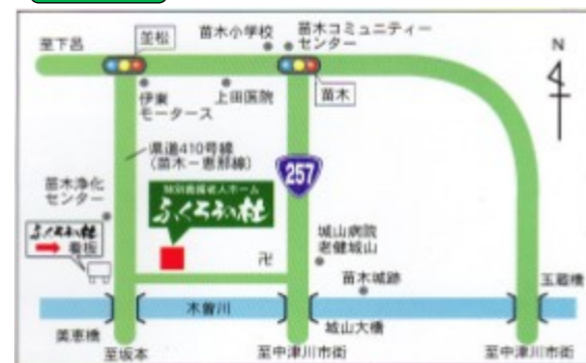 至下呂
並松
苗木小学校
苗木コミュニティー
センター
N
伊東
モータース
上田医院
苗木
県道410号線
(苗木ー恵那線)
257
特別養護老人ホーム
ふくろうの杜
苗木浄化
センター
ふくろうの杜
看板
卍
城山病院
老健城山
苗木城跡
玉蔵橋
木曽川
美恵橋
城山大橋
至坂本
至中津川市街
至中津川市街